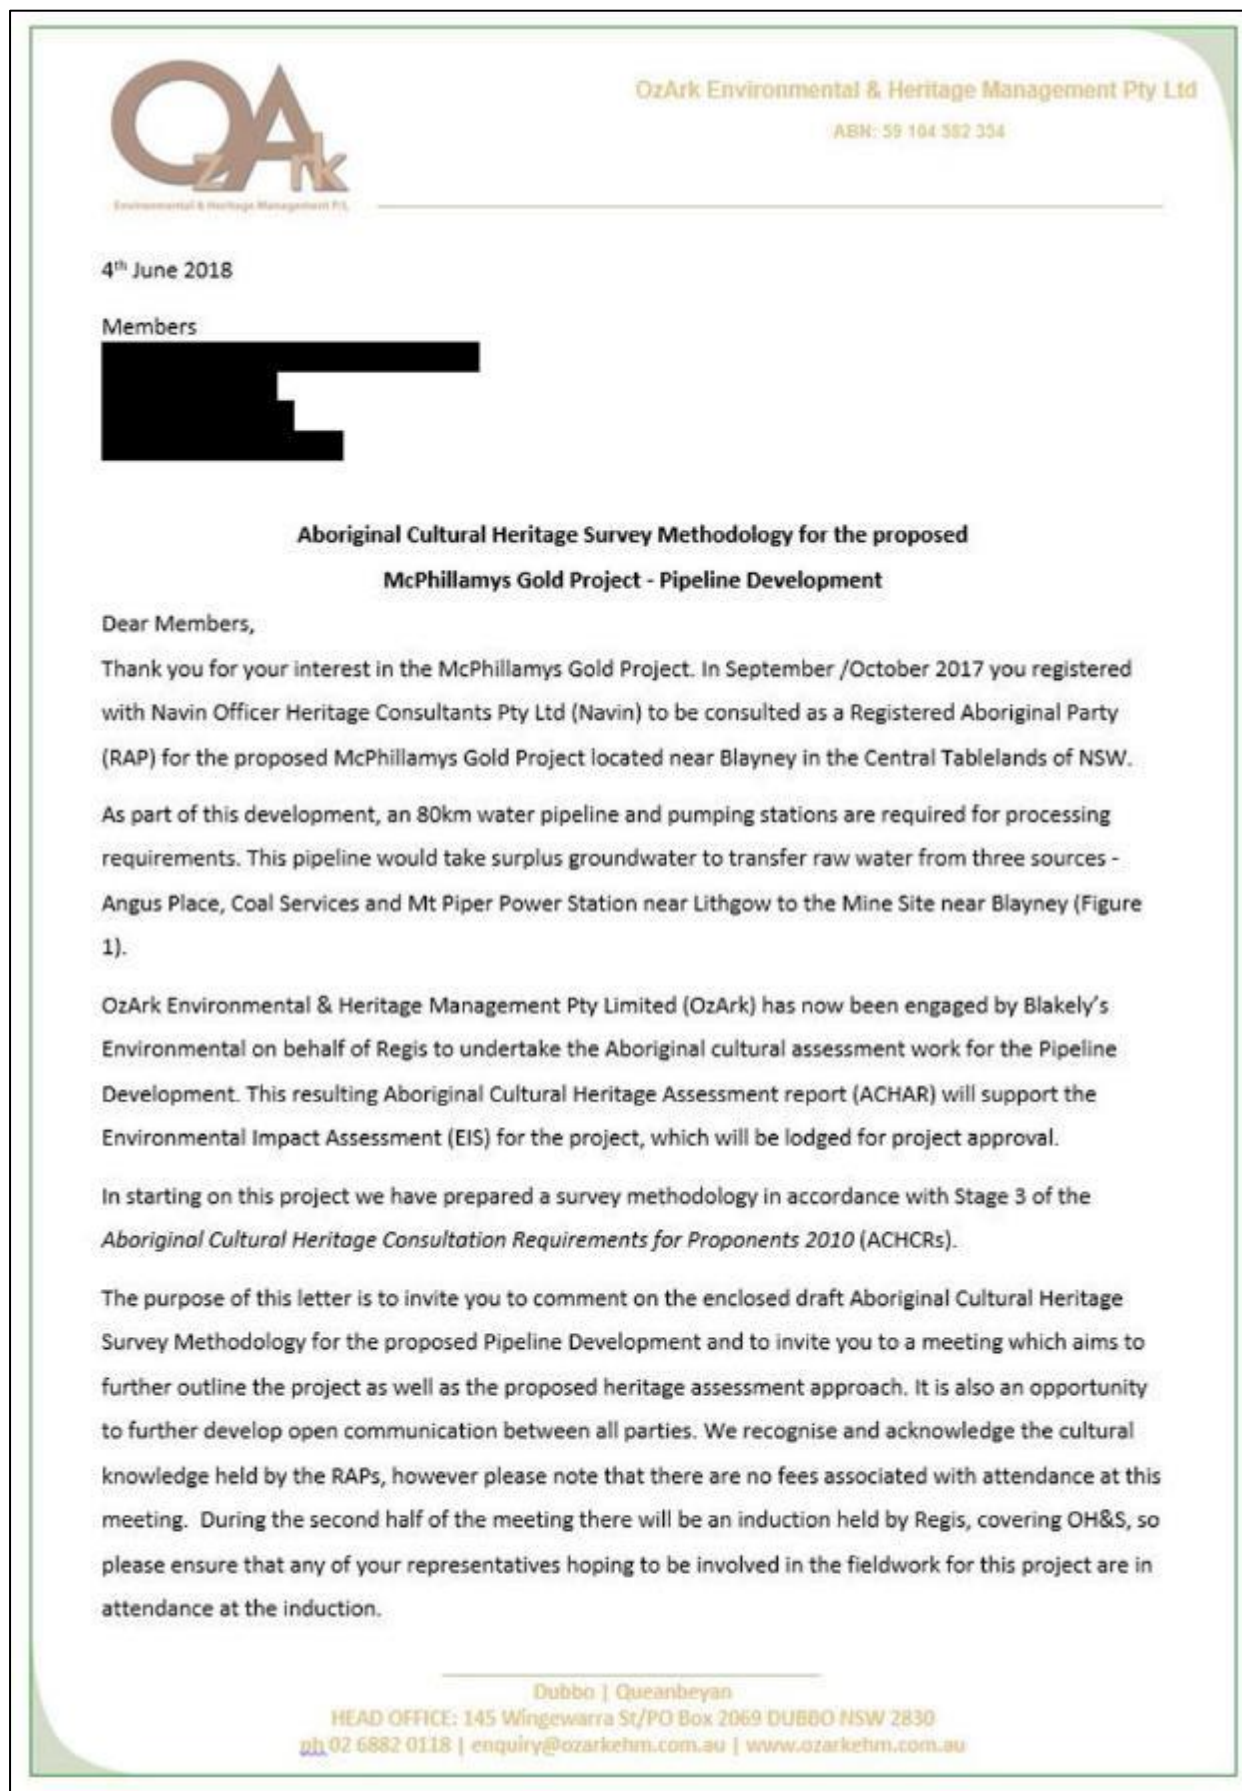 OzArk
Environmental & Heritage Management P/L
OzArk Environmental & Heritage Management Pty Ltd
ABN: 59 104 582 354
4th June 2018
Members
Aboriginal Cultural Heritage Survey Methodology for the proposed
McPhillamys Gold Project - Pipeline Development
Dear Members,
Thank you for your interest in the McPhillamys Gold Project. In September /October 2017 you registered
with Navin Officer Heritage Consultants Pty Ltd (Navin) to be consulted as a Registered Aboriginal Party
(RAP) for the proposed McPhillamys Gold Project located near Blayney in the Central Tablelands of NSW.
As part of this development, an 80km water pipeline and pumping stations are required for processing
requirements. This pipeline would take surplus groundwater to transfer raw water from three sources -
Angus Place, Coal Services and Mt Piper Power Station near Lithgow to the Mine Site near Blayney (Figure
1).
OzArk Environmental & Heritage Management Pty Limited (OzArk) has now been engaged by Blakely's
Environmental on behalf of Regis to undertake the Aboriginal cultural assessment work for the Pipeline
Development. This resulting Aboriginal Cultural Heritage Assessment report (ACHAR) will support the
Environmental Impact Assessment (EIS) for the project, which will be lodged for project approval.
In starting on this project we have prepared a survey methodology in accordance with Stage 3 of the
Aboriginal Cultural Heritage Consultation Requirements for Proponents 2010 (ACHCRs).
The purpose of this letter is to invite you to comment on the enclosed draft Aboriginal Cultural Heritage
Survey Methodology for the proposed Pipeline Development and to invite you to a meeting which aims to
further outline the project as well as the proposed heritage assessment approach. It is also an opportunity
to further develop open communication between all parties. We recognise and acknowledge the cultural
knowledge held by the RAPs, however please note that there are no fees associated with attendance at this
meeting.  During the second half of the meeting there will be an induction held by Regis, covering OH&S, so
please ensure that any of your representatives hoping to be involved in the fieldwork for this project are in
attendance at the induction.
Dubbo | Queanbeyan
HEAD OFFICE: 145 Wingewarra St/PO Box 2069 DUBBO NSW 2830
ph 02 6882 0118 | enquiry@ozarkehm.com.au | www.ozarkehm.com.au